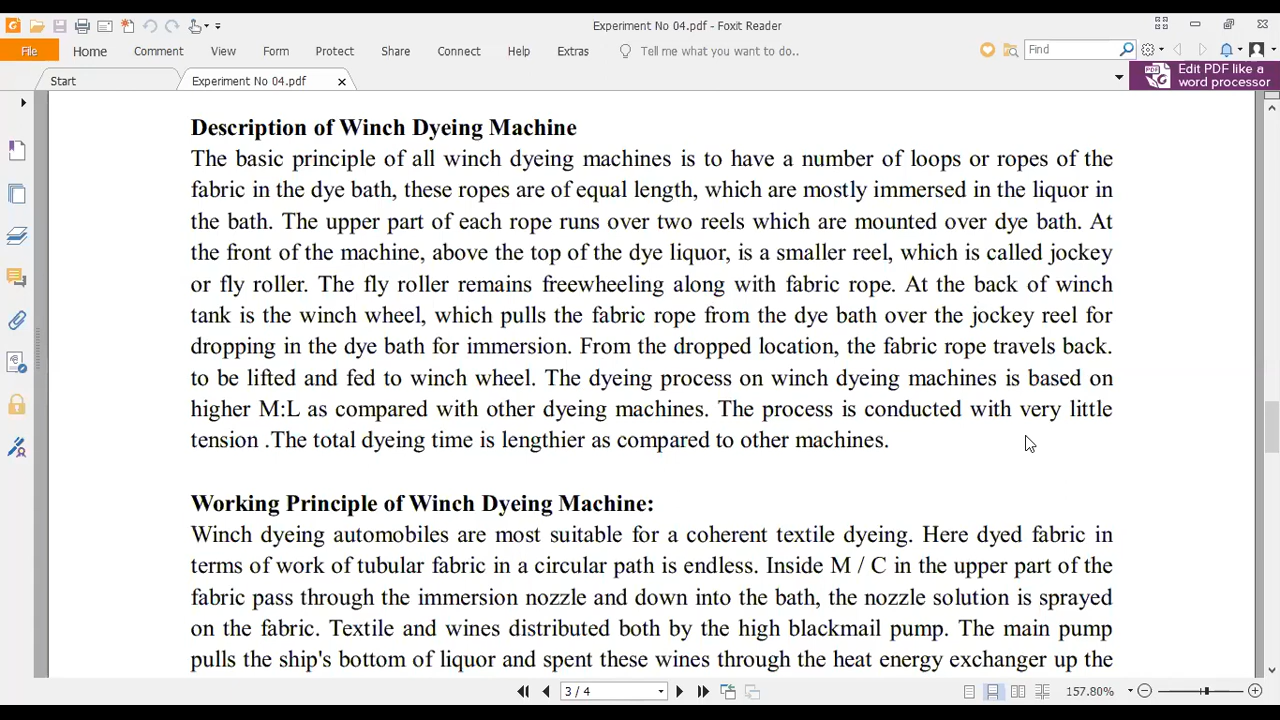 Experiment No 04.pdf - Foxit Reader
File Home Comment View Form Protect Share Connect Help Extras Tell me what you want to do.. Find
Start Experiment No 04.pdf
Edit PDF like a
word processor
Description of Winch Dyeing Machine
The basic principle of all winch dyeing machines is to have a number of loops or ropes of the
fabric in the dye bath, these ropes are of equal length, which are mostly immersed in the liquor in
the bath. The upper part of each rope runs over two reels which are mounted over dye bath. At
the front of the machine, above the top of the dye liquor, is a smaller reel, which is called jockey
or fly roller. The fly roller remains freewheeling along with fabric rope. At the back of winch
tank is the winch wheel, which pulls the fabric rope from the dye bath over the jockey reel for
dropping in the dye bath for immersion. From the dropped location, the fabric rope travels back.
to be lifted and fed to winch wheel. The dyeing process on winch dyeing machines is based on
higher M:L as compared with other dyeing machines. The process is conducted with very little
tension .The total dyeing time is lengthier as compared to other machines.
Working Principle of Winch Dyeing Machine:
Winch dyeing automobiles are most suitable for a coherent textile dyeing. Here dyed fabric in
terms of work of tubular fabric in a circular path is endless. Inside M / C in the upper part of the
fabric pass through the immersion nozzle and down into the bath, the nozzle solution is sprayed
on the fabric. Textile and wines distributed both by the high blackmail pump. The main pump
pulls the ship's bottom of liquor and spent these wines through the heat energy exchanger up the
3 / 4 157.80%